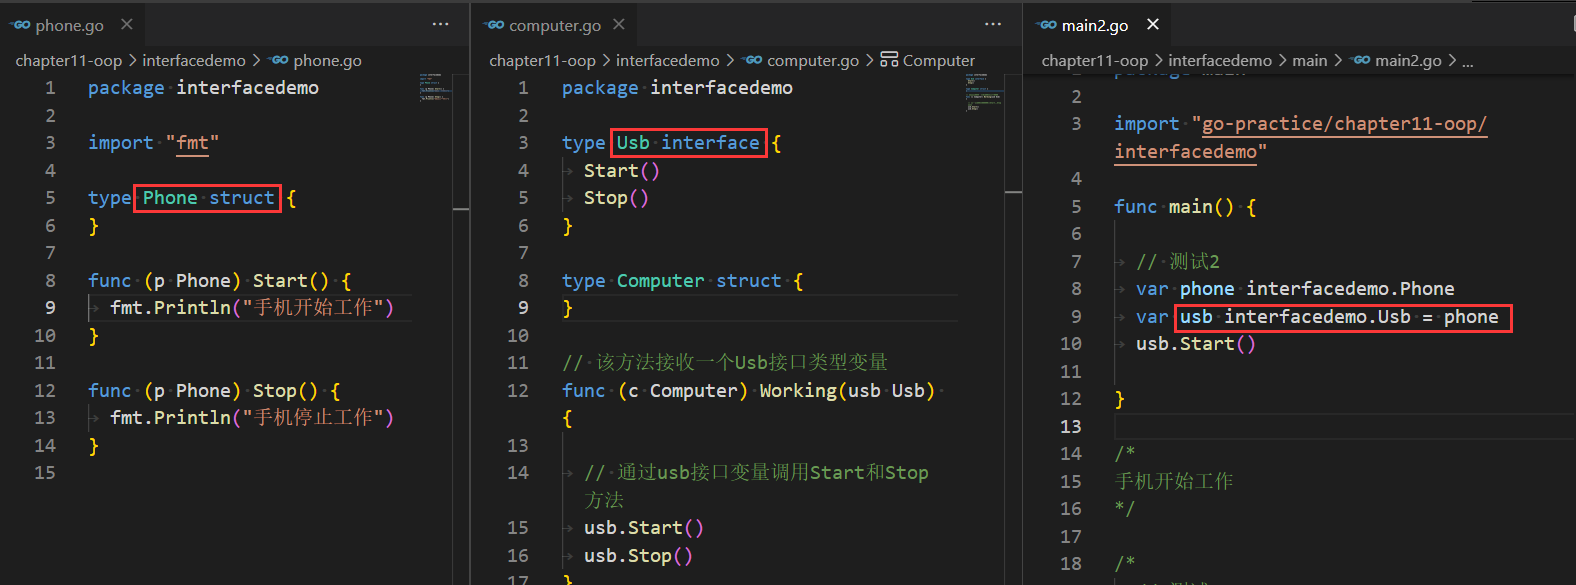 phone.go
chapter11-oop > interfacedemo > phone.go
1 package interfacedemo
2
3 import "fmt"
4
5 type Phone struct {
6 }
7
8 func (p Phone) Start() {
9 fmt.Println("手机开始工作")
10 }
11
12 func (p Phone) Stop() {
13 fmt.Println("手机停止工作")
14 }
15
computer.go
chapter11-oop > interfacedemo > computer.go > Computer
1 package interfacedemo
2
3 type Usb interface {
4 Start()
5 Stop()
6 }
7
8 type Computer struct {
9 }
10
11 // 该方法接收一个Usb接口类型变量
12 func (c Computer) Working(usb Usb)
{
13
14 // 通过usb接口变量调用Start和Stop
方法
15 usb.Start()
16 usb.Stop()
17 }
main2.go
chapter11-oop > interfacedemo > main > main2.go > ...
package main
2
3 import "go-practice/chapter11-oop/
interfacedemo"
4
5 func main() {
6
7 // 测试2
8 var phone interfacedemo.Phone
9 var usb interfacedemo.Usb = phone
10 usb.Start()
11
12 }
13
14 /*
15 手机开始工作
16 */
17
18 /*